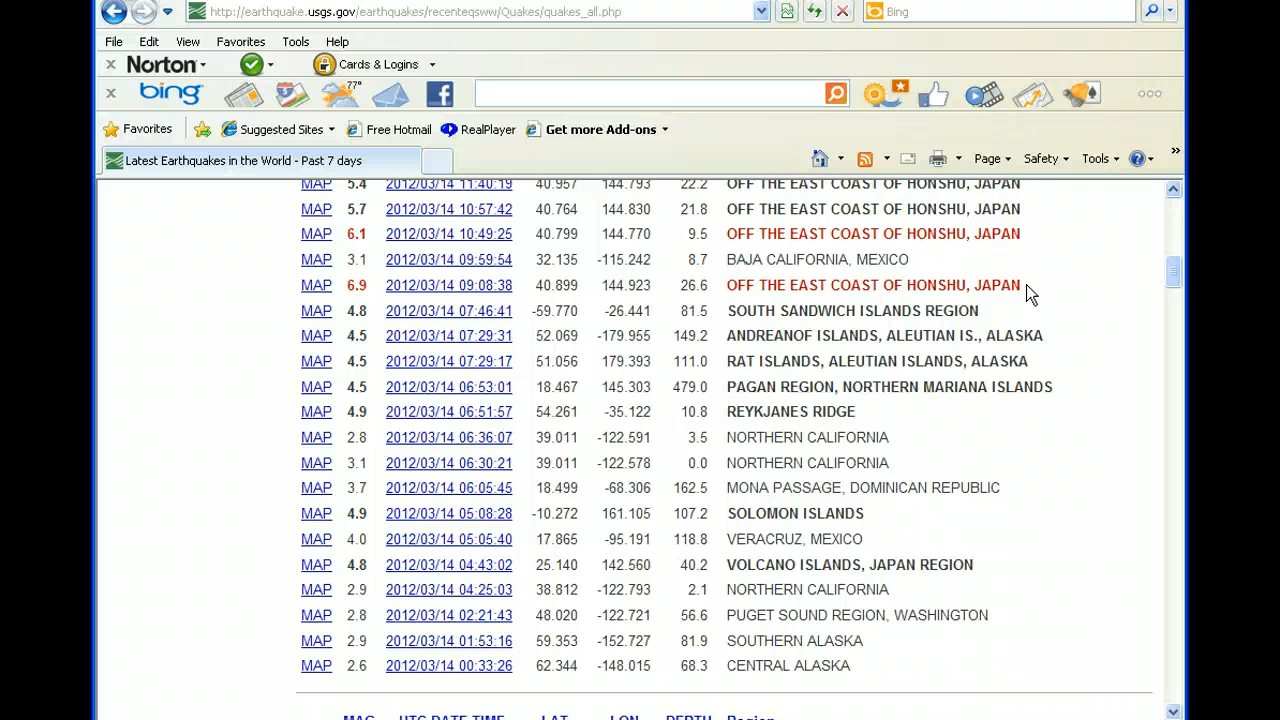 http://earthquake.usgs.gov/earthquakes/recenteqsww/Quakes/quakes_all.php Bing
File Edit View Favorites Tools Help
Norton Cards & Logins
bing 77°
Favorites Suggested Sites Free Hotmail RealPlayer Get more Add-ons
Latest Earthquakes in the World - Past 7 days Page Safety Tools
MAP 5.4 2012/03/14 11:40:19 40.957 144.793 22.2 OFF THE EAST COAST OF HONSHU, JAPAN
MAP 5.7 2012/03/14 10:57:42 40.764 144.830 21.8 OFF THE EAST COAST OF HONSHU, JAPAN
MAP 6.1 2012/03/14 10:49:25 40.799 144.770 9.5 OFF THE EAST COAST OF HONSHU, JAPAN
MAP 3.1 2012/03/14 09:59:54 32.135 -115.242 8.7 BAJA CALIFORNIA, MEXICO
MAP 6.9 2012/03/14 09:08:38 40.899 144.923 26.6 OFF THE EAST COAST OF HONSHU, JAPAN
MAP 4.8 2012/03/14 07:46:41 -59.770 -26.441 81.5 SOUTH SANDWICH ISLANDS REGION
MAP 4.5 2012/03/14 07:29:31 52.069 -179.955 149.2 ANDREANOF ISLANDS, ALEUTIAN IS., ALASKA
MAP 4.5 2012/03/14 07:29:17 51.056 179.393 111.0 RAT ISLANDS, ALEUTIAN ISLANDS, ALASKA
MAP 4.5 2012/03/14 06:53:01 18.467 145.303 479.0 PAGAN REGION, NORTHERN MARIANA ISLANDS
MAP 4.9 2012/03/14 06:51:57 54.261 -35.122 10.8 REYKJANES RIDGE
MAP 2.8 2012/03/14 06:36:07 39.011 -122.591 3.5 NORTHERN CALIFORNIA
MAP 3.1 2012/03/14 06:30:21 39.011 -122.578 0.0 NORTHERN CALIFORNIA
MAP 3.7 2012/03/14 06:05:45 18.499 -68.306 162.5 MONA PASSAGE, DOMINICAN REPUBLIC
MAP 4.9 2012/03/14 05:08:28 -10.272 161.105 107.2 SOLOMON ISLANDS
MAP 4.0 2012/03/14 05:05:40 17.865 -95.191 118.8 VERACRUZ, MEXICO
MAP 4.8 2012/03/14 04:43:02 25.140 142.560 40.2 VOLCANO ISLANDS, JAPAN REGION
MAP 2.9 2012/03/14 04:25:03 38.812 -122.793 2.1 NORTHERN CALIFORNIA
MAP 2.8 2012/03/14 02:21:43 48.020 -122.721 56.6 PUGET SOUND REGION, WASHINGTON
MAP 2.9 2012/03/14 01:53:16 59.353 -152.727 81.9 SOUTHERN ALASKA
MAP 2.6 2012/03/14 00:33:26 62.344 -148.015 68.3 CENTRAL ALASKA
MAG UTC DATE-TIME LAT LON DEPTH Region